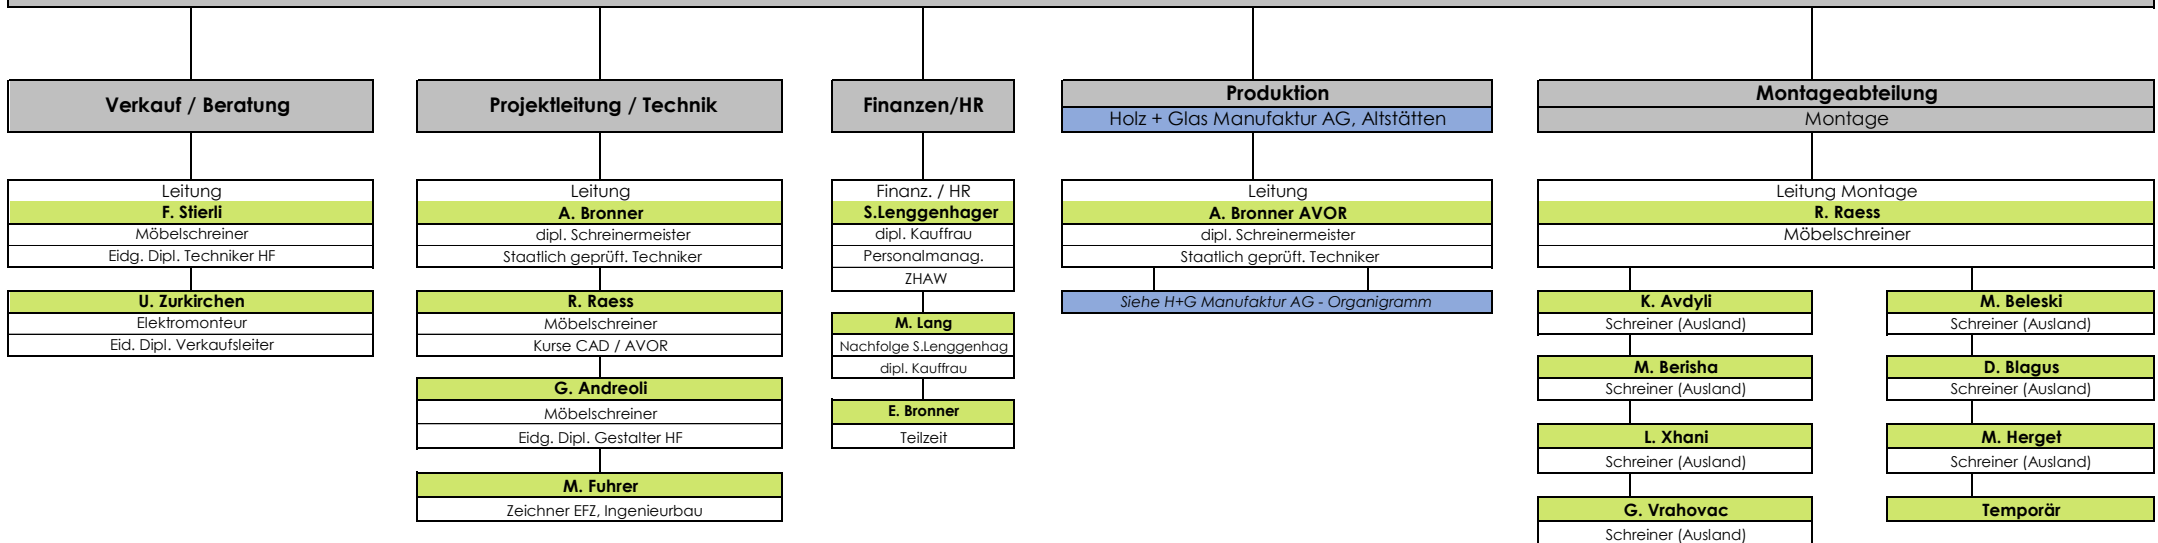 Verkauf / Beratung
Leitung
F. Stierli
Möbelschreiner
Eidg. Dipl. Techniker HF
U. Zurkirchen
Elektromonteur
Eid. Dipl. Verkaufsleiter
Projektleitung / Technik
Leitung
A. Bronner
dipl. Schreinermeister
Staatlich geprüft. Techniker
R. Raess
Möbelschreiner
Kurse CAD / AVOR
G. Andreoli
Möbelschreiner
Eidg. Dipl. Gestalter HF
M. Fuhrer
Zeichner EFZ, Ingenieurbau
Finanzen/HR
Finanz. / HR
S.Lenggenhager
dipl. Kauffrau
Personalmanag.
ZHAW
M. Lang
Nachfolge S.Lenggenhag
dipl. Kauffrau
E. Bronner
Teilzeit
Produktion
Holz + Glas Manufaktur AG, Altstätten
Leitung
A. Bronner AVOR
dipl. Schreinermeister
Staatlich geprüft. Techniker
Siehe H+G Manufaktur AG - Organigramm
Montageabteilung
Montage
Leitung Montage
R. Raess
Möbelschreiner
K. Avdyli
Schreiner (Ausland)
M. Berisha
Schreiner (Ausland)
L. Xhani
Schreiner (Ausland)
G. Vrahovac
Schreiner (Ausland)
M. Beleski
Schreiner (Ausland)
D. Blagus
Schreiner (Ausland)
M. Herget
Schreiner (Ausland)
Temporär